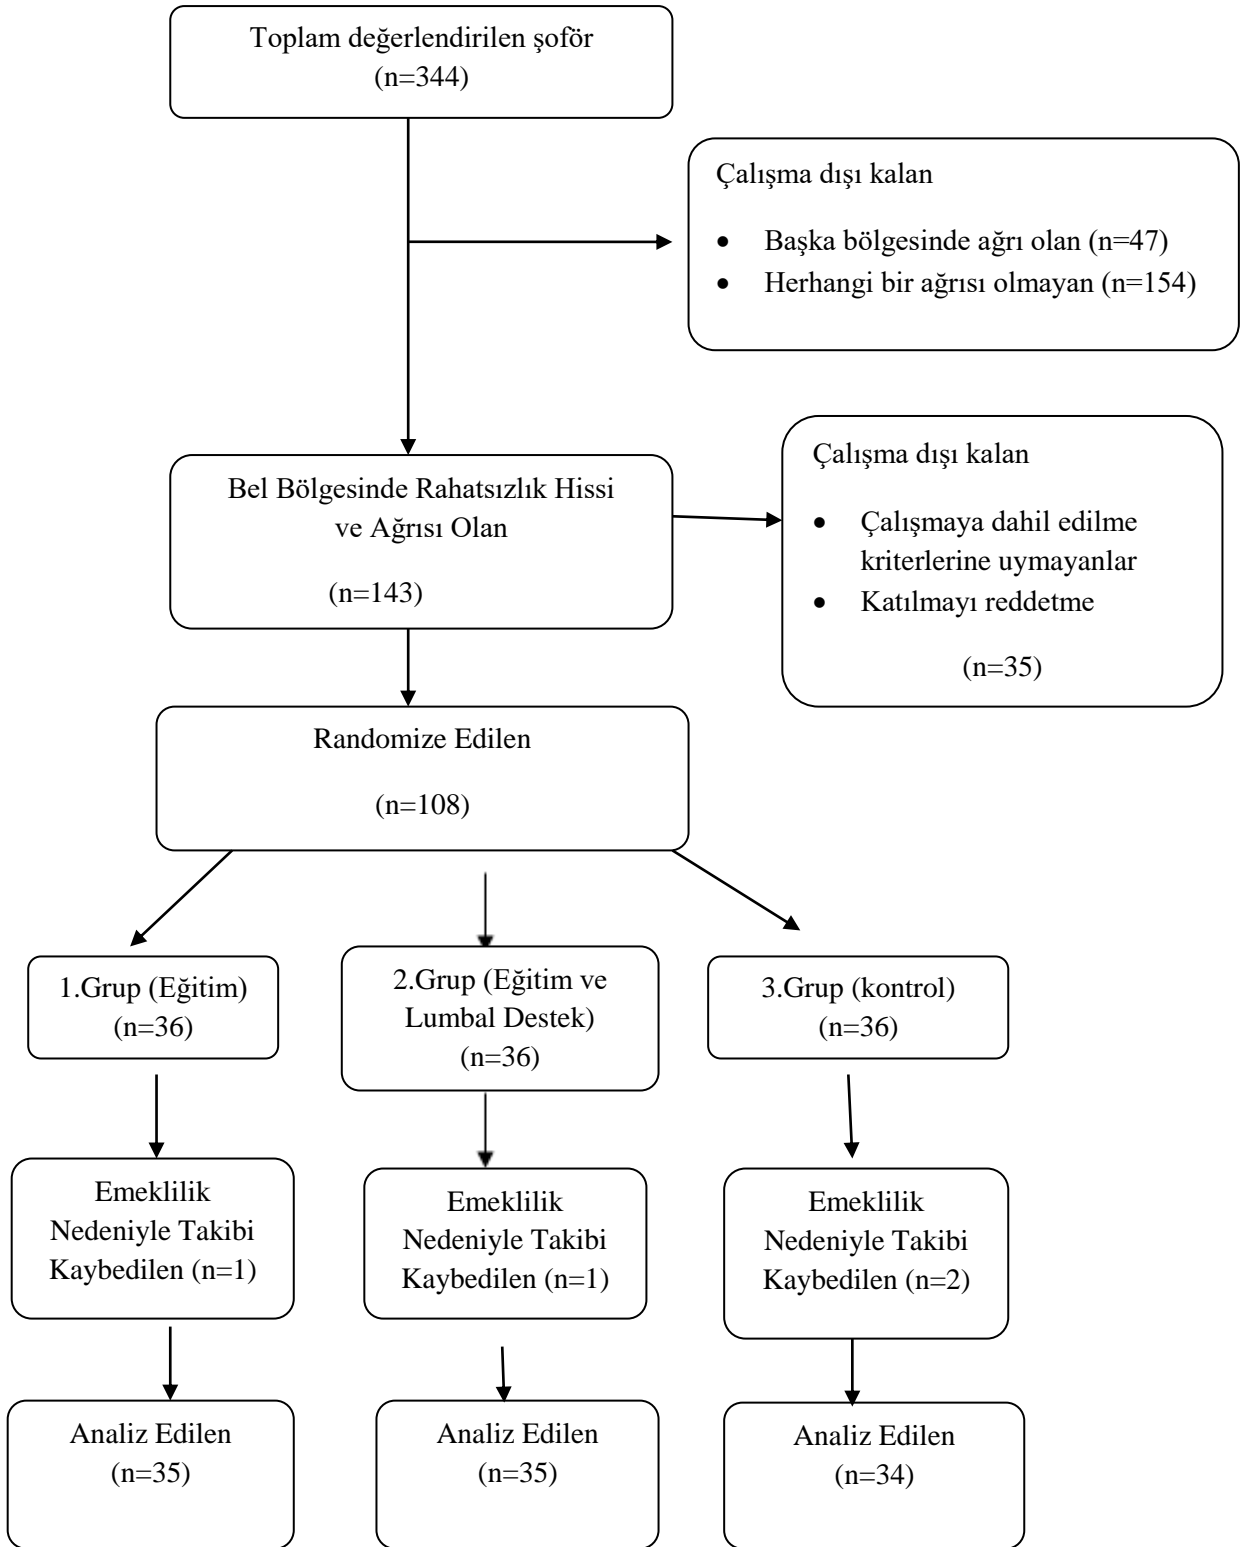 Toplam değerlendirilen şoför
(n=344)
Çalışma dışı kalan
• Başka bölgesinde ağrı olan (n=47)
• Herhangi bir ağrısı olmayan (n=154)
Bel Bölgesinde Rahatsızlık Hissi
ve Ağrısı Olan
(n=143)
Çalışma dışı kalan
• Çalışmaya dahil edilme
kriterlerine uymayanlar
• Katılmayı reddetme
(n=35)
Randomize Edilen
(n=108)
1.Grup (Eğitim)
(n=36)
2.Grup (Eğitim ve
Lumbal Destek)
(n=36)
3.Grup (kontrol)
(n=36)
Emeklilik
Nedeniyle Takibi
Kaybedilen (n=1)
Emeklilik
Nedeniyle Takibi
Kaybedilen (n=1)
Emeklilik
Nedeniyle Takibi
Kaybedilen (n=2)
Analiz Edilen
(n=35)
Analiz Edilen
(n=35)
Analiz Edilen
(n=34)